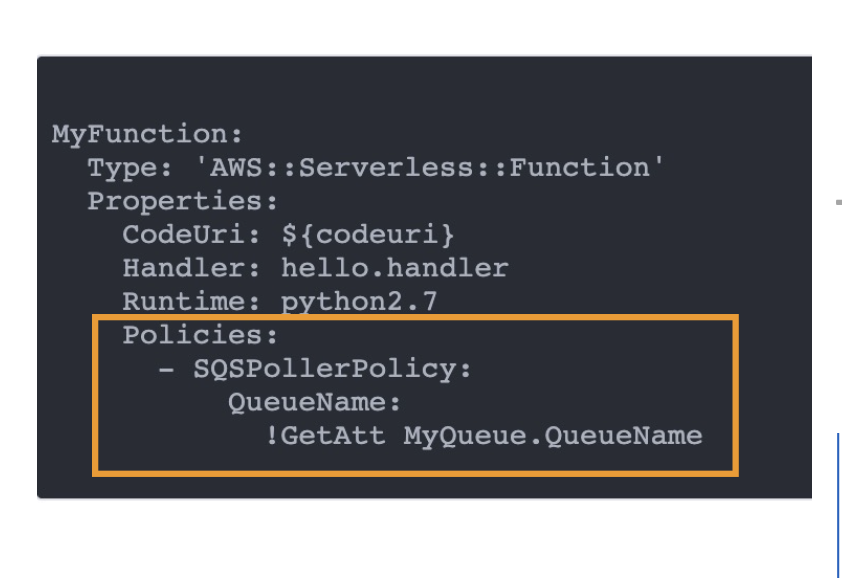 MyFunction:
  Type: 'AWS::Serverless::Function'
  Properties:
    CodeUri: ${codeuri}
    Handler: hello.handler
    Runtime: python2.7
    Policies:
      - SQSPollerPolicy:
          QueueName:
            !GetAtt MyQueue.QueueName